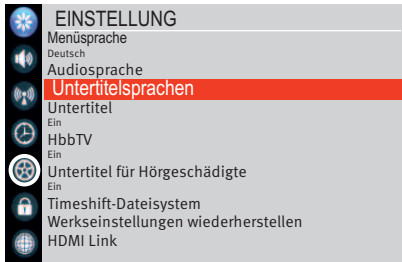 EINSTELLUNG
Menüsprache
Deutsch
Audiosprache
Untertitelsprachen
Untertitel
Ein
HbbTV
Ein
Untertitel für Hörgeschädigte
Ein
Timeshift-Dateisystem
Werkseinstellungen wiederherstellen
HDMI Link